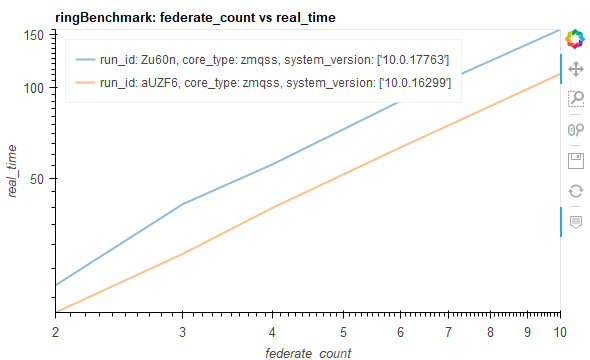 ringBenchmark: federate_count vs real_time
run_id: Zu60n, core_type: zmqss, system_version: ['10.0.17763']
run_id: aUZF6, core_type: zmqss, system_version: ['10.0.16299']
150
100
50
real_time
2 3 4 5 6 7 8 9 10
federate_count